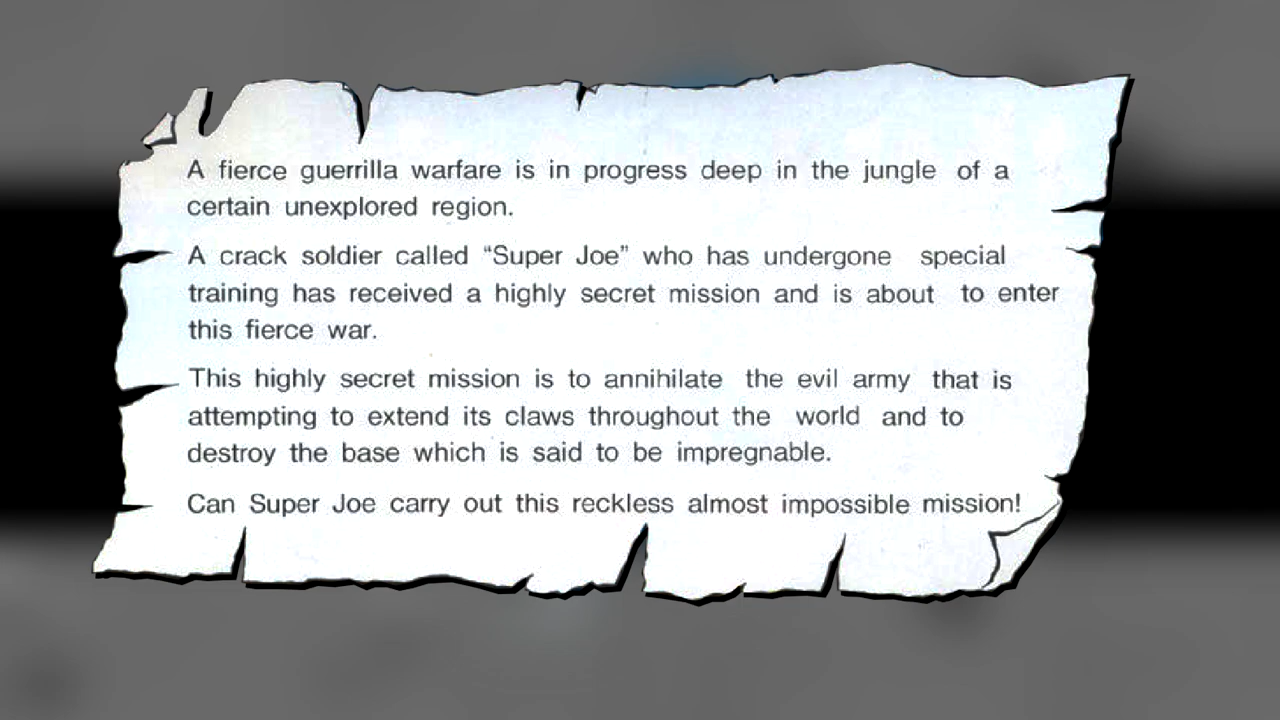 A fierce guerrilla warfare is in progress deep in the jungle of a
certain unexplored region.
A crack soldier called “Super Joe” who has undergone special
training has received a highly secret mission and is about to enter
this fierce war.
This highly secret mission is to annihilate the evil army that is
attempting to extend its claws throughout the world and to
destroy the base which is said to be impregnable.
Can Super Joe carry out this reckless almost impossible mission!